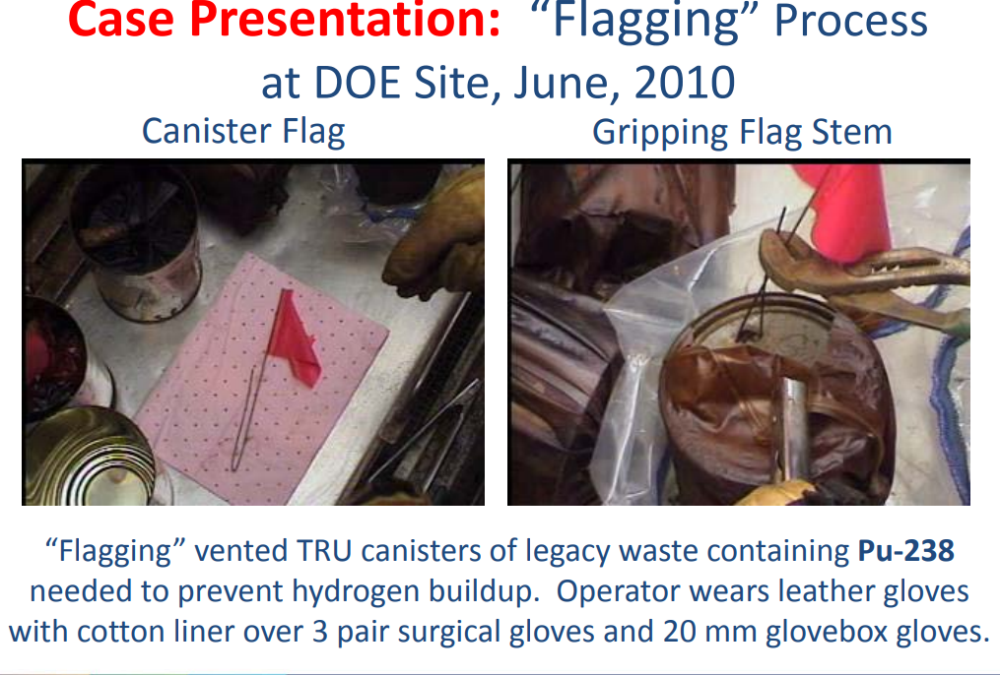 Case Presentation: “Flagging” Process
at DOE Site, June, 2010
Canister Flag
Gripping Flag Stem
“Flagging” vented TRU canisters of legacy waste containing Pu-238
needed to prevent hydrogen buildup. Operator wears leather gloves
with cotton liner over 3 pair surgical gloves and 20 mm glovebox gloves.